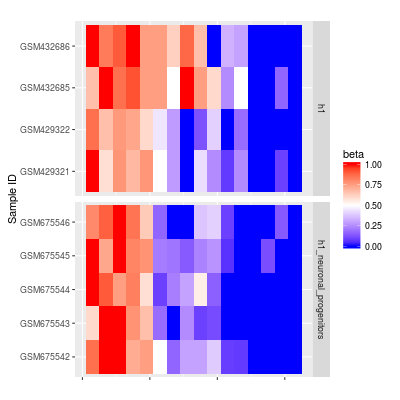 Sample ID
GSM432686
GSM432685
GSM429322
GSM429321
h1
GSM675546
GSM675545
GSM675544
GSM675543
GSM675542
h1_neuronal_progenitors
beta
1.00
0.75
0.50
0.25
0.00